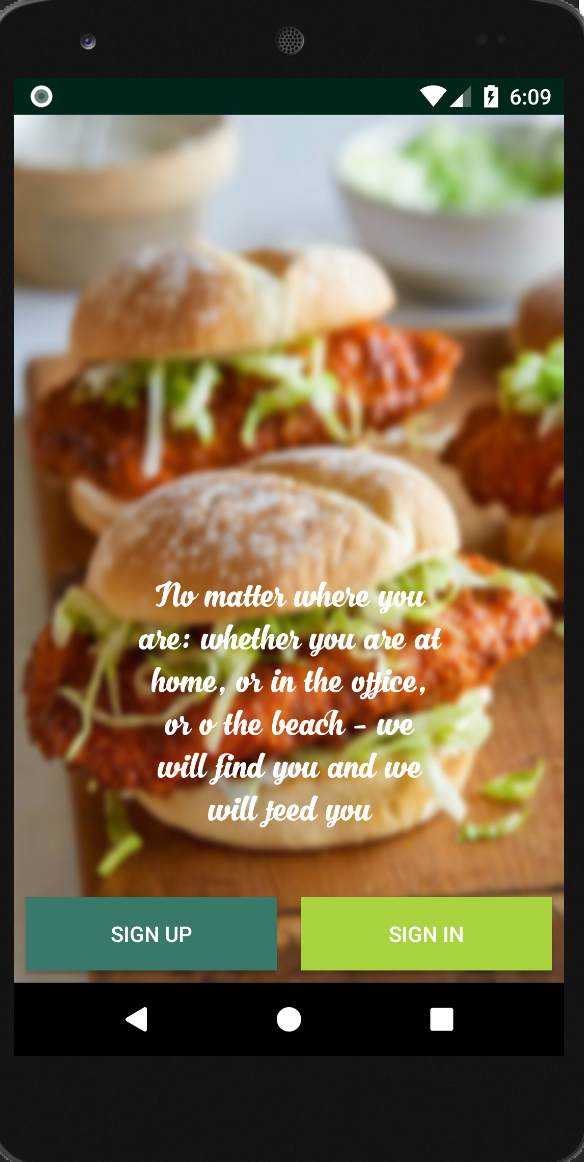 6:09
No matter where you
are: whether you are at
home, or in the office,
or o the beach - we
will find you and we
will feed you
SIGN UP
SIGN IN